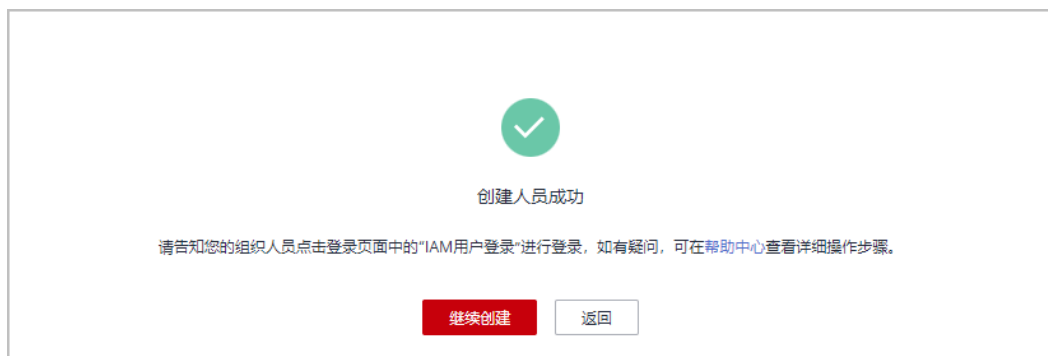 创建人员成功
请告知您的组织人员点击登录页面中的"IAM用户登录"进行登录，如有疑问，可在帮助中心查看详细操作步骤。
继续创建 返回